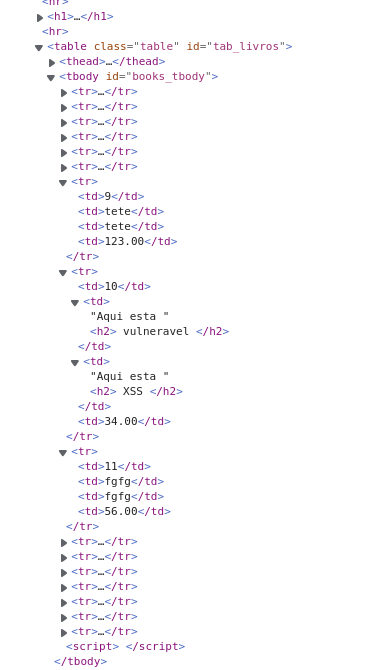 <hr>
<h1>…</h1>
<hr>
<table class="table" id="tab_livros">
<thead>…</thead>
<tbody id="books_tbody">
<tr>…</tr>
<tr>…</tr>
<tr>…</tr>
<tr>…</tr>
<tr>…</tr>
<tr>…</tr>
<tr>
<td>9</td>
<td>tete</td>
<td>tete</td>
<td>123.00</td>
</tr>
<tr>
<td>10</td>
<td>
"Aqui esta "
<h2> vulneravel </h2>
</td>
<td>
"Aqui esta "
<h2> XSS </h2>
</td>
<td>34.00</td>
</tr>
<tr>
<td>11</td>
<td>fgfg</td>
<td>fgfg</td>
<td>56.00</td>
</tr>
<tr>…</tr>
<tr>…</tr>
<tr>…</tr>
<tr>…</tr>
<tr>…</tr>
<tr>…</tr>
<tr>…</tr>
<script> </script>
</tbody>